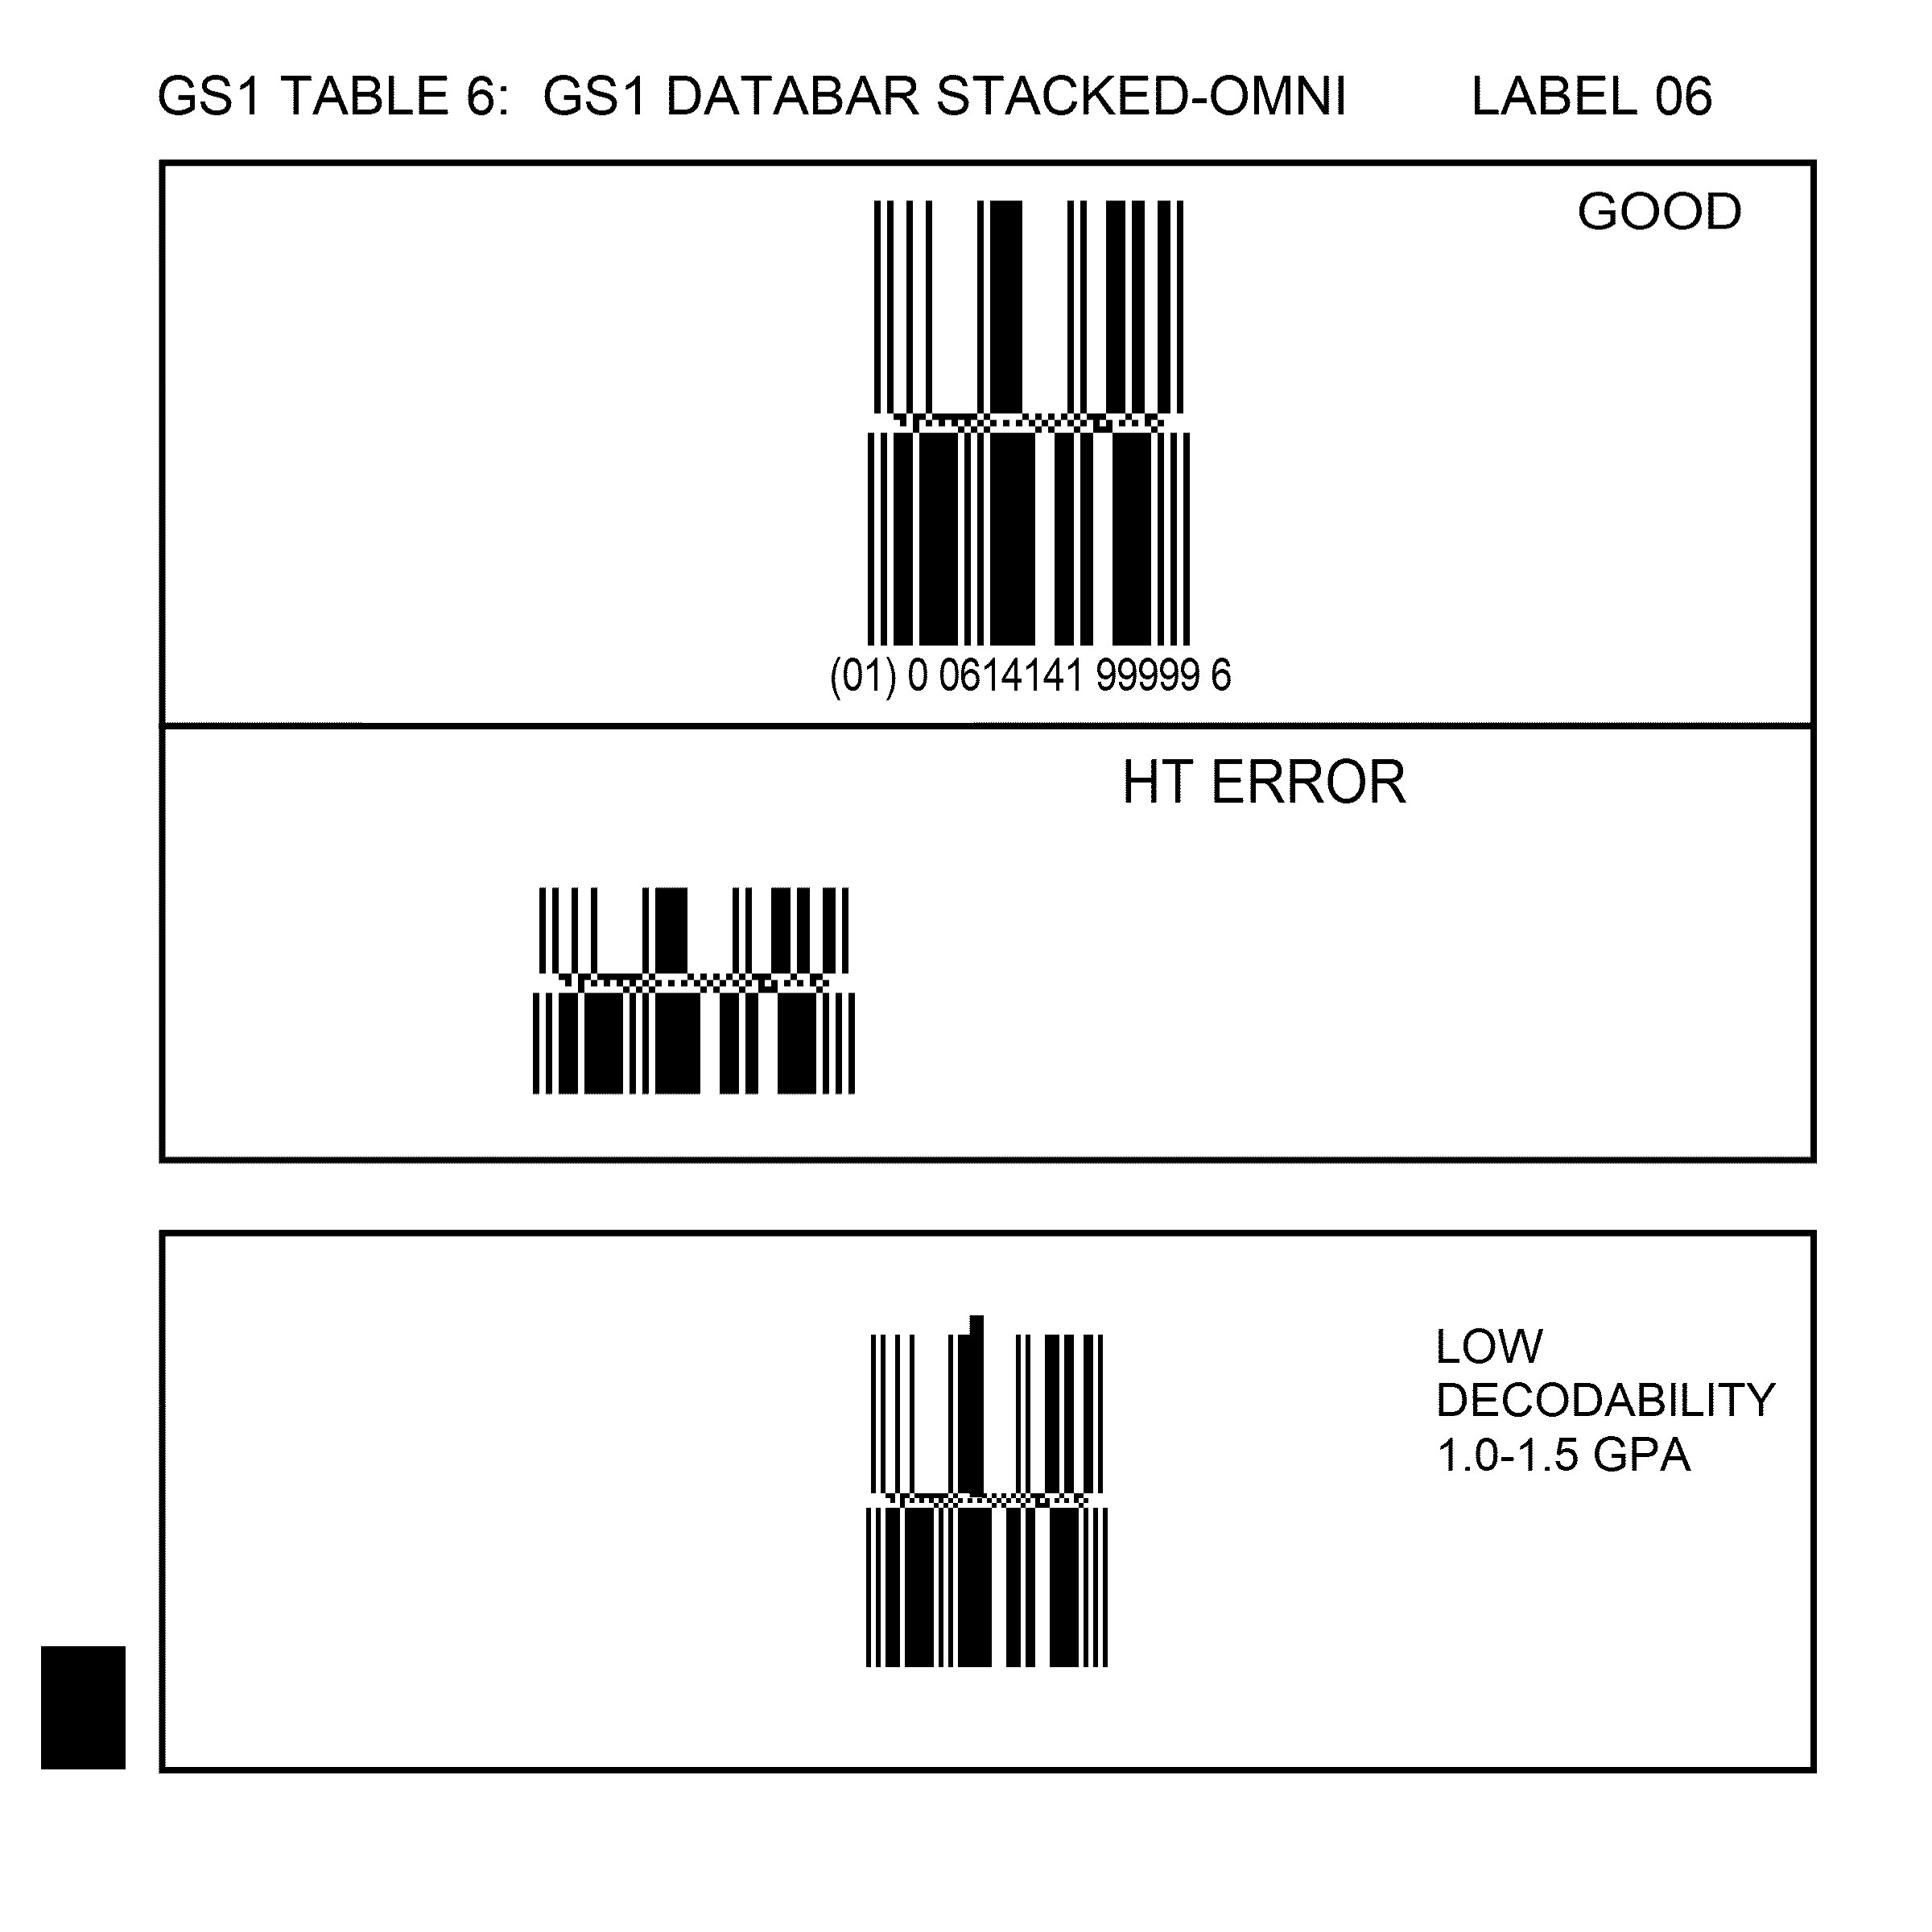 GS1 TABLE 6: GS1 DATABAR STACKED-OMNI LABEL 06
GOOD
(01) 0 0614141 99999 6
HT ERROR
LOW
DECODABILITY
1.0-1.5 GPA